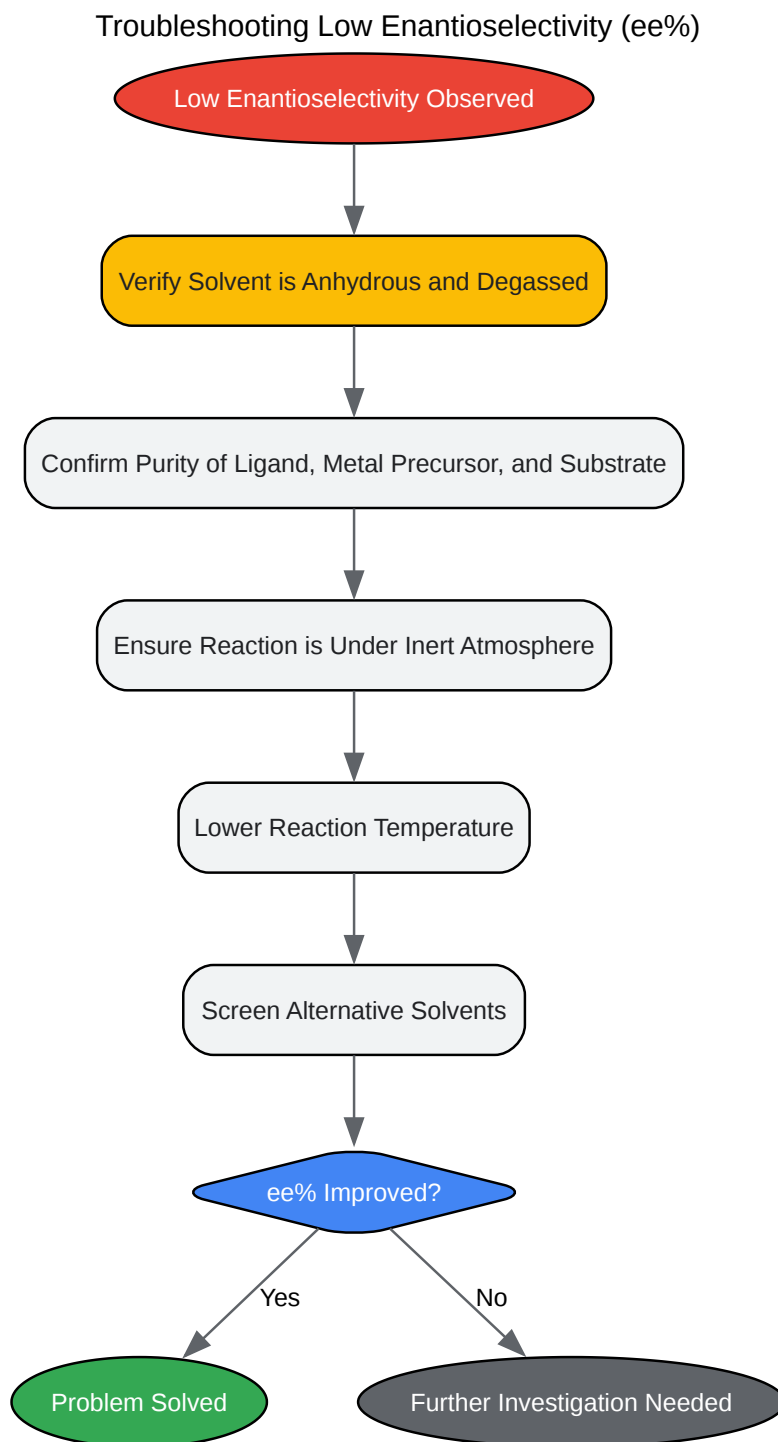 Troubleshooting Low Enantioselectivity (ee%)
Low Enantioselectivity Observed
Verify Solvent is Anhydrous and Degassed
Confirm Purity of Ligand, Metal Precursor, and Substrate
Ensure Reaction is Under Inert Atmosphere
Lower Reaction Temperature
Screen Alternative Solvents
ee% Improved?
Yes
No
Problem Solved
Further Investigation Needed